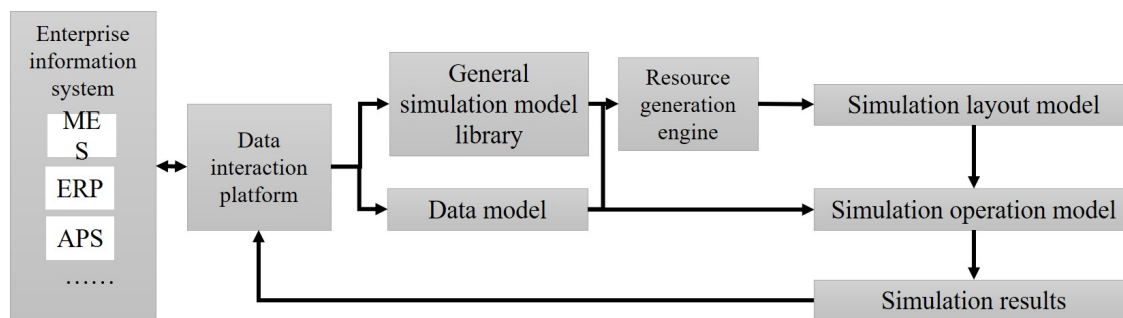 Enterprise
information
system
ME
S
ERP
APS
……
Data
interaction
platform
General
simulation model
library
Data model
Resource
generation
engine
Simulation layout model
Simulation operation model
Simulation results